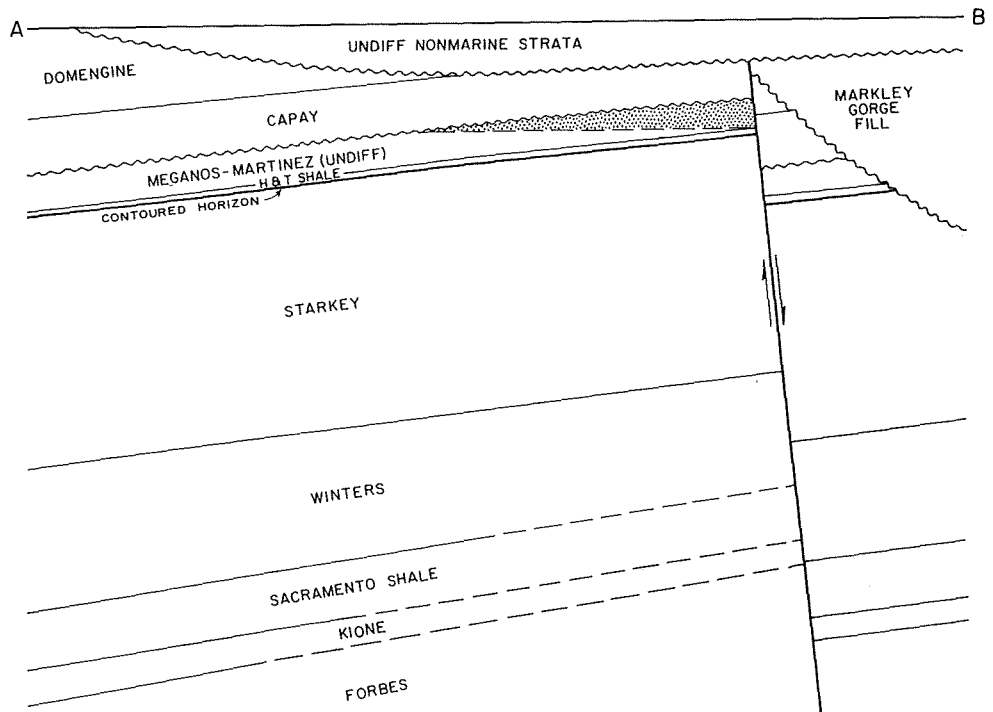 A
B
UNDIFF NONMARINE STRATA
DOMENGINE
MARKLEY
GORGE
FILL
CAPAY
MEGANOS-MARTINEZ (UNDIFF)
H&T SHALE
CONTOURED HORIZON
STARKEY
WINTERS
SACRAMENTO SHALE
KIONE
FORBES